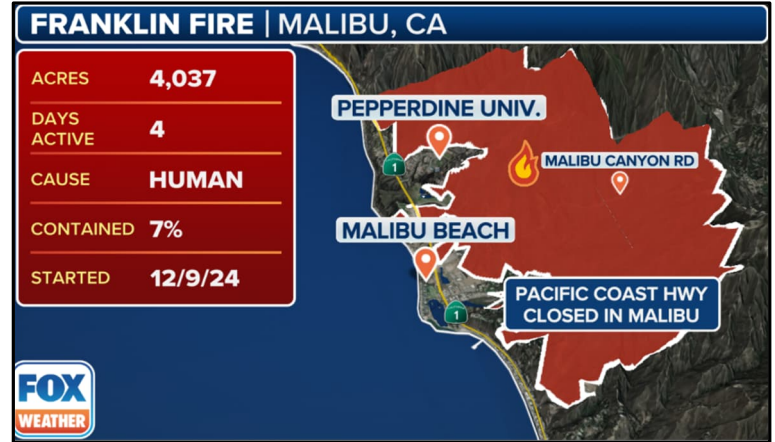 FRANKLIN FIRE | MALIBU, CA
ACRES 4,037
DAYS
ACTIVE 4
CAUSE HUMAN
CONTAINED 7%
STARTED 12/9/24
PEPPERDINE UNIV.
1
MALIBU CANYON RD
MALIBU BEACH
1
PACIFIC COAST HWY
CLOSED IN MALIBU
FOX
WEATHER